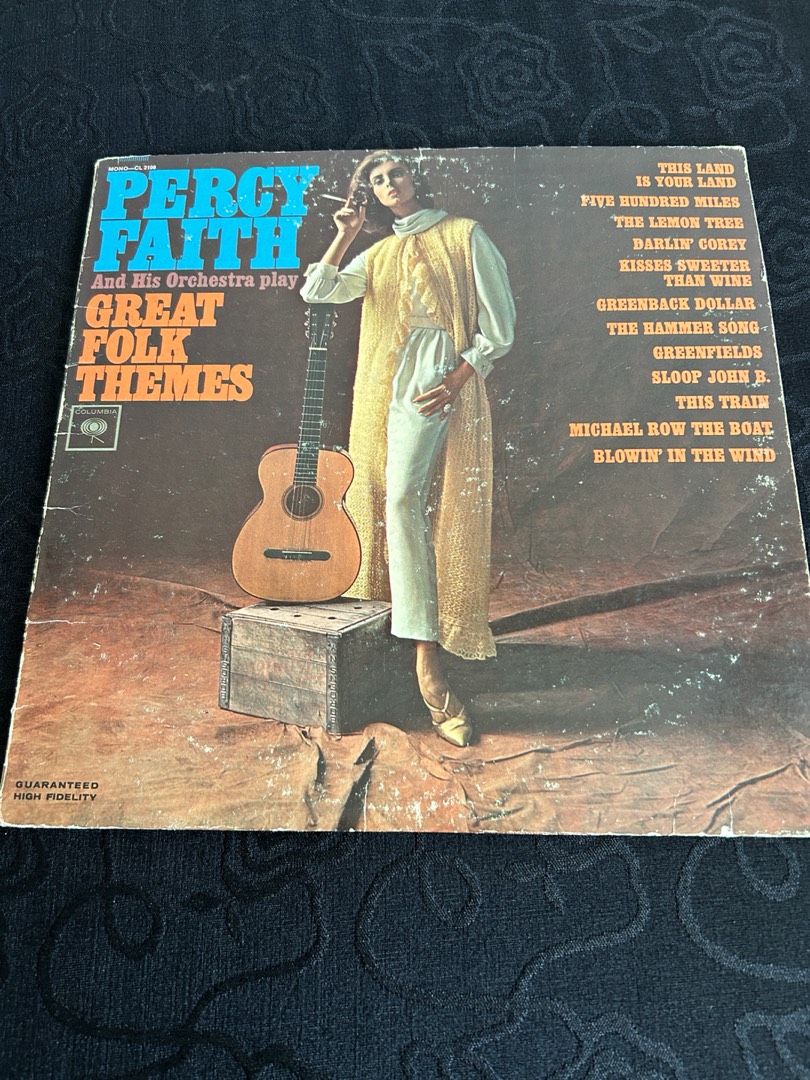 MONO—CL 2108
PERCY
FAITH
And His Orchestra play
GREAT
FOLK
THEMES
COLUMBIA
THIS LAND
IS YOUR LAND
FIVE HUNDRED MILES
THE LEMON TREE
DARLIN' COREY
KISSES SWEETER
THAN WINE
GREENBACK DOLLAR
THE HAMMER SONG
GREENFIELDS
SLOOP JOHN B.
THIS TRAIN
MICHAEL ROW THE BOAT
BLOWIN' IN THE WIND
GUARANTEED
HIGH FIDELITY